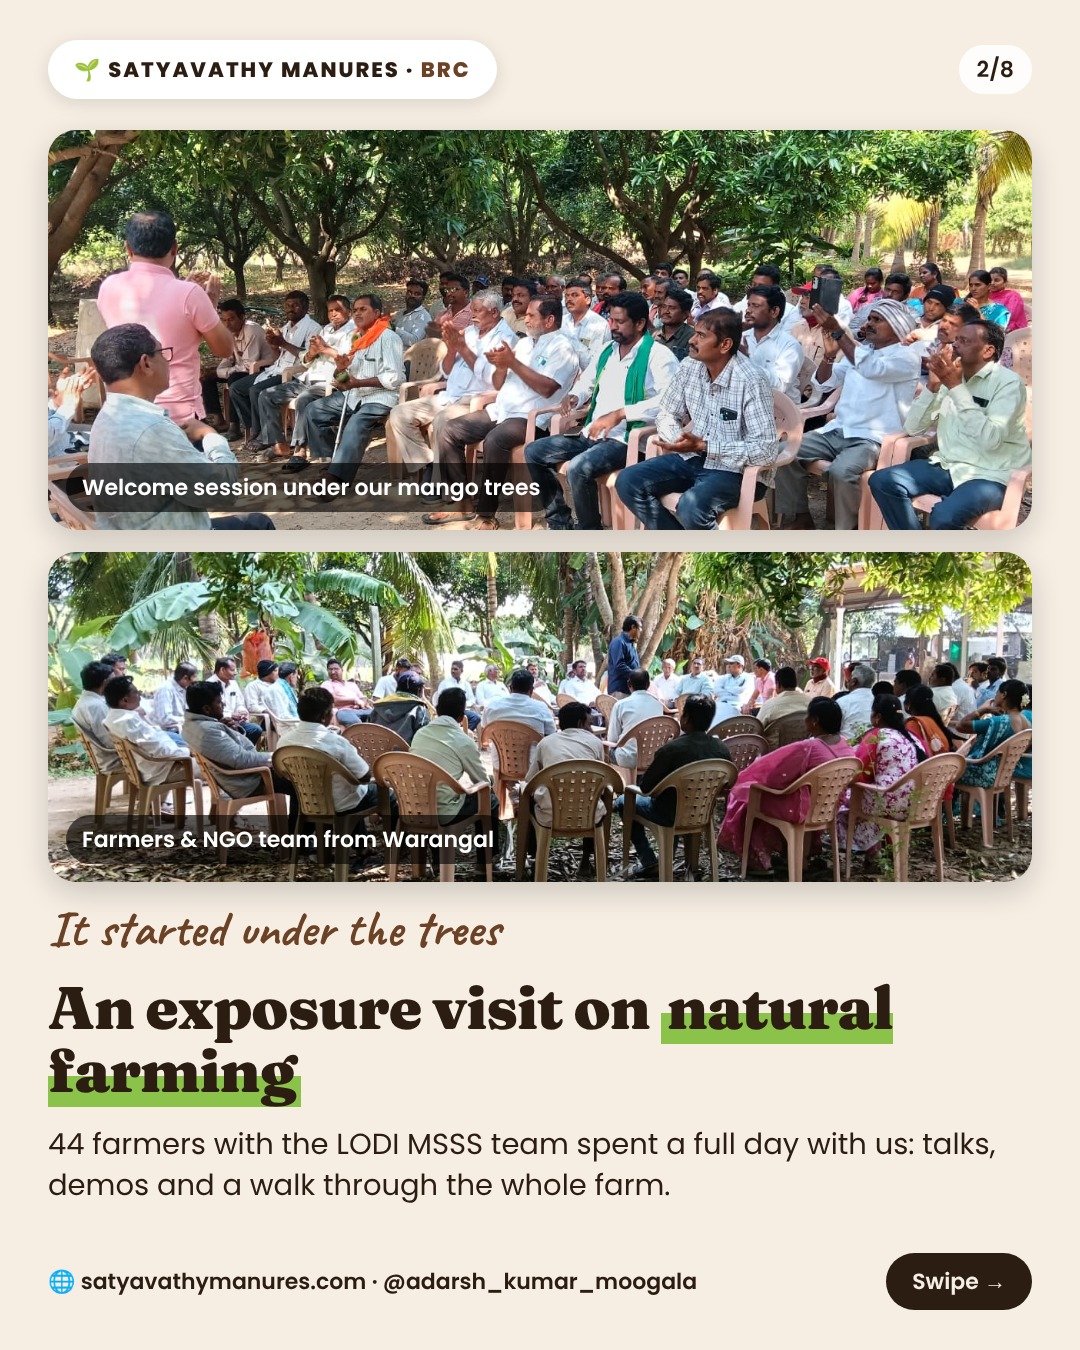 🌱 SATYAVATHY MANURES · BRC
2/8
Welcome session under our mango trees
Farmers & NGO team from Warangal
It started under the trees
An exposure visit on natural
farming
44 farmers with the LODI MSSS team spent a full day with us: talks,
demos and a walk through the whole farm.
🌐 satyavathymanures.com · @adarsh_kumar_moogala
Swipe →